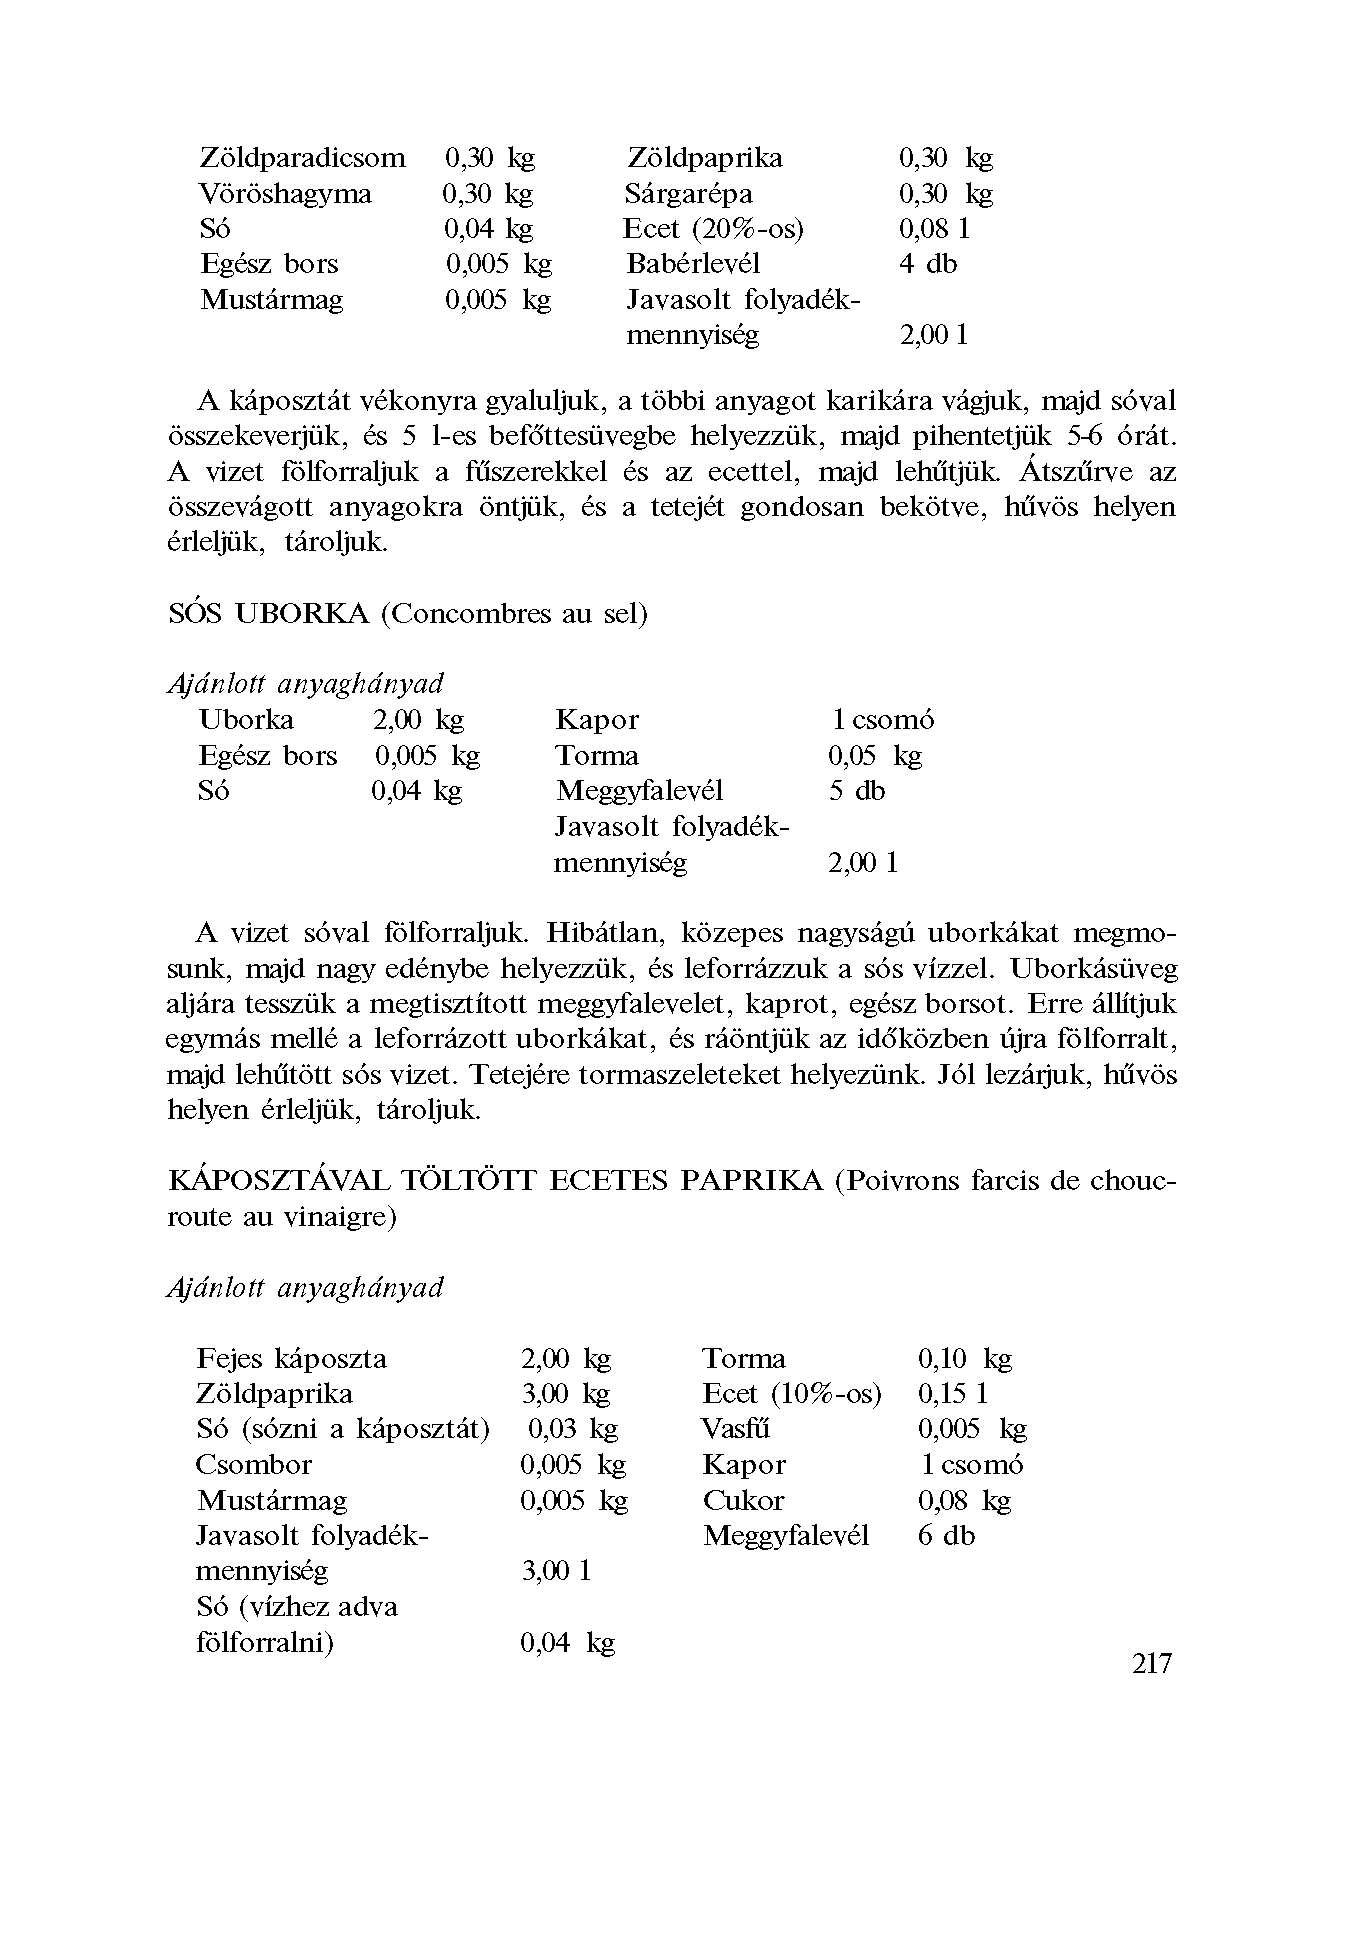 Zöldparadicsom 0,30 kg Zöldpaprika 0,30 kg
Vöröshagyma 0,30 kg Sárgarépa 0,30 kg
Só 0,04 kg Ecet (20%-os) 0,08 l
Egész bors 0,005 kg Babérlevél 4 db
Mustármag 0,005 kg Javasolt folyadék-
mennyiség 2,00 l
A káposztát vékonyra gyaluljuk, a többi anyagot karikára vágjuk, majd sóval
összekeverjük, és 5 l-es befőttesüvegbe helyezzük, majd pihentetjük 5-6 órát.
A vizet fölforraljuk a fűszerekkel és az ecettel, majd lehűtjük. Átszűrve az
összevágott anyagokra öntjük, és a tetejét gondosan bekötve, hűvös helyen
érleljük, tároljuk.
SÓS UBORKA (Concombres au sel)
Ajánlott anyaghányad
Uborka 2,00 kg Kapor 1 csomó
Egész bors 0,005 kg Torma 0,05 kg
Só 0,04 kg Meggyfalevél 5 db
Javasolt folyadék-
mennyiség 2,00 l
A vizet sóval fölforraljuk. Hibátlan, közepes nagyságú uborkákat megmo-
sunk, majd nagy edénybe helyezzük, és leforrázzuk a sós vízzel. Uborkásüveg
aljára tesszük a megtisztított meggyfalevelet, kaprot, egész borsot. Erre állítjuk
egymás mellé a leforrázott uborkákat, és ráöntjük az időközben újra fölforralt,
majd lehűtött sós vizet. Tetejére tormaszeleteket helyezünk. Jól lezárjuk, hűvös
helyen érleljük, tároljuk.
KÁPOSZTÁVAL TÖLTÖTT ECETES PAPRIKA (Poivrons farcis de chouc-
route au vinaigre)
Ajánlott anyaghányad
Fejes káposzta 2,00 kg Torma 0,10 kg
Zöldpaprika 3,00 kg Ecet (10%-os) 0,15 l
Só (sózni a káposztát) 0,03 kg Vasfű 0,005 kg
Csombor 0,005 kg Kapor 1 csomó
Mustármag 0,005 kg Cukor 0,08 kg
Javasolt folyadék- Meggyfalevél 6 db
mennyiség 3,00 l
Só (vízhez adva
fölforralni) 0,04 kg
217